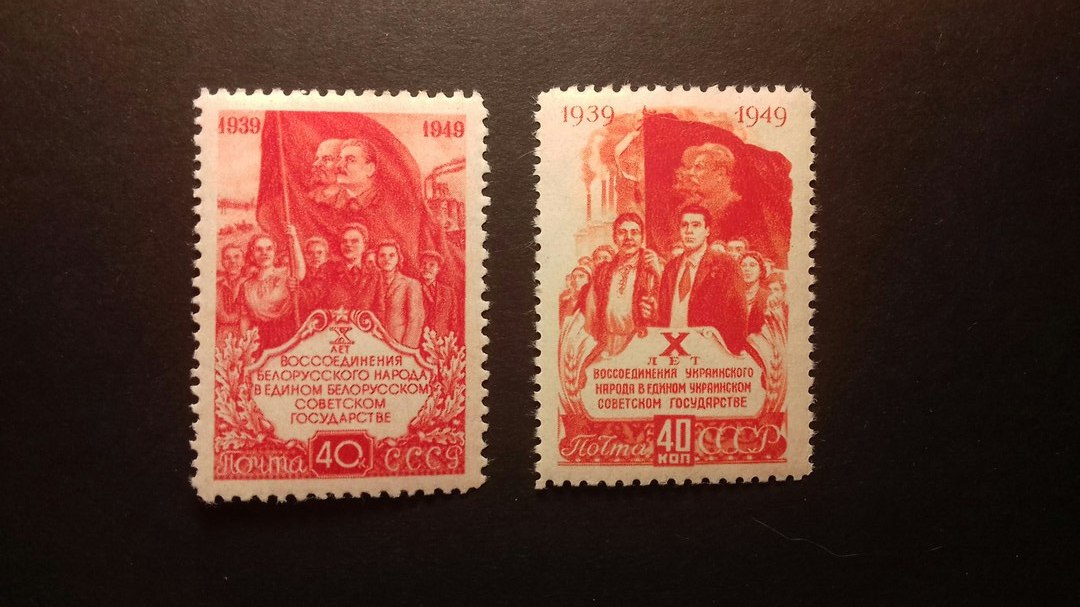 1939 1949
X
ЛЕТ
ВОССОЕДИНЕНИЯ
БЕЛОРУССКОГО НАРОДА
В ЕДИНОМ БЕЛОРУССКОМ
СОВЕТСКОМ
ГОСУДАРСТВЕ
Почта 40 к СССР
1939 1949
X
ЛЕТ
ВОССОЕДИНЕНИЯ УКРАИНСКОГО
НАРОДА В ЕДИНОМ УКРАИНСКОМ
СОВЕТСКОМ ГОСУДАРСТВЕ
Почта 40 СССР
КОП